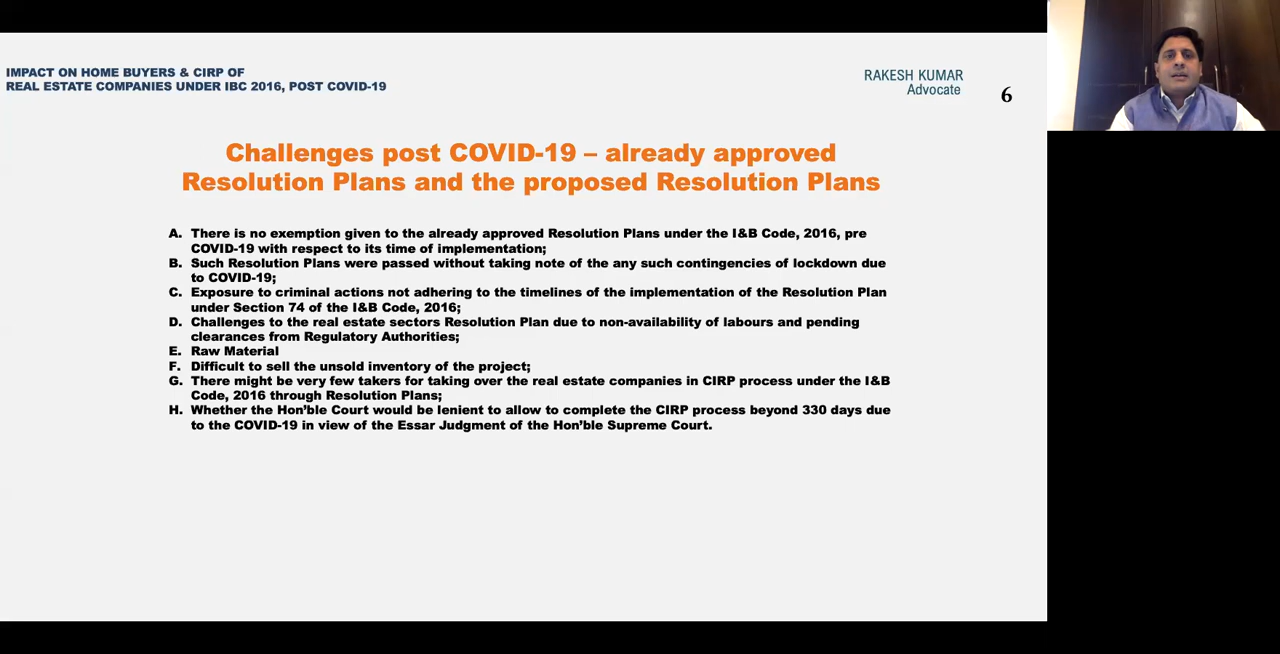 IMPACT ON HOME BUYERS & CIRP OF
REAL ESTATE COMPANIES UNDER IBC 2016, POST COVID-19
RAKESH KUMAR
Advocate
6
Challenges post COVID-19 – already approved
Resolution Plans and the proposed Resolution Plans
A. There is no exemption given to the already approved Resolution Plans under the I&B Code, 2016, pre
COVID-19 with respect to its time of implementation;
B. Such Resolution Plans were passed without taking note of the any such contingencies of lockdown due
to COVID-19;
C. Exposure to criminal actions not adhering to the timelines of the implementation of the Resolution Plan
under Section 74 of the I&B Code, 2016;
D. Challenges to the real estate sectors Resolution Plan due to non-availability of labours and pending
clearances from Regulatory Authorities;
E. Raw Material
F. Difficult to sell the unsold inventory of the project;
G. There might be very few takers for taking over the real estate companies in CIRP process under the I&B
Code, 2016 through Resolution Plans;
H. Whether the Hon’ble Court would be lenient to allow to complete the CIRP process beyond 330 days due
to the COVID-19 in view of the Essar Judgment of the Hon’ble Supreme Court.